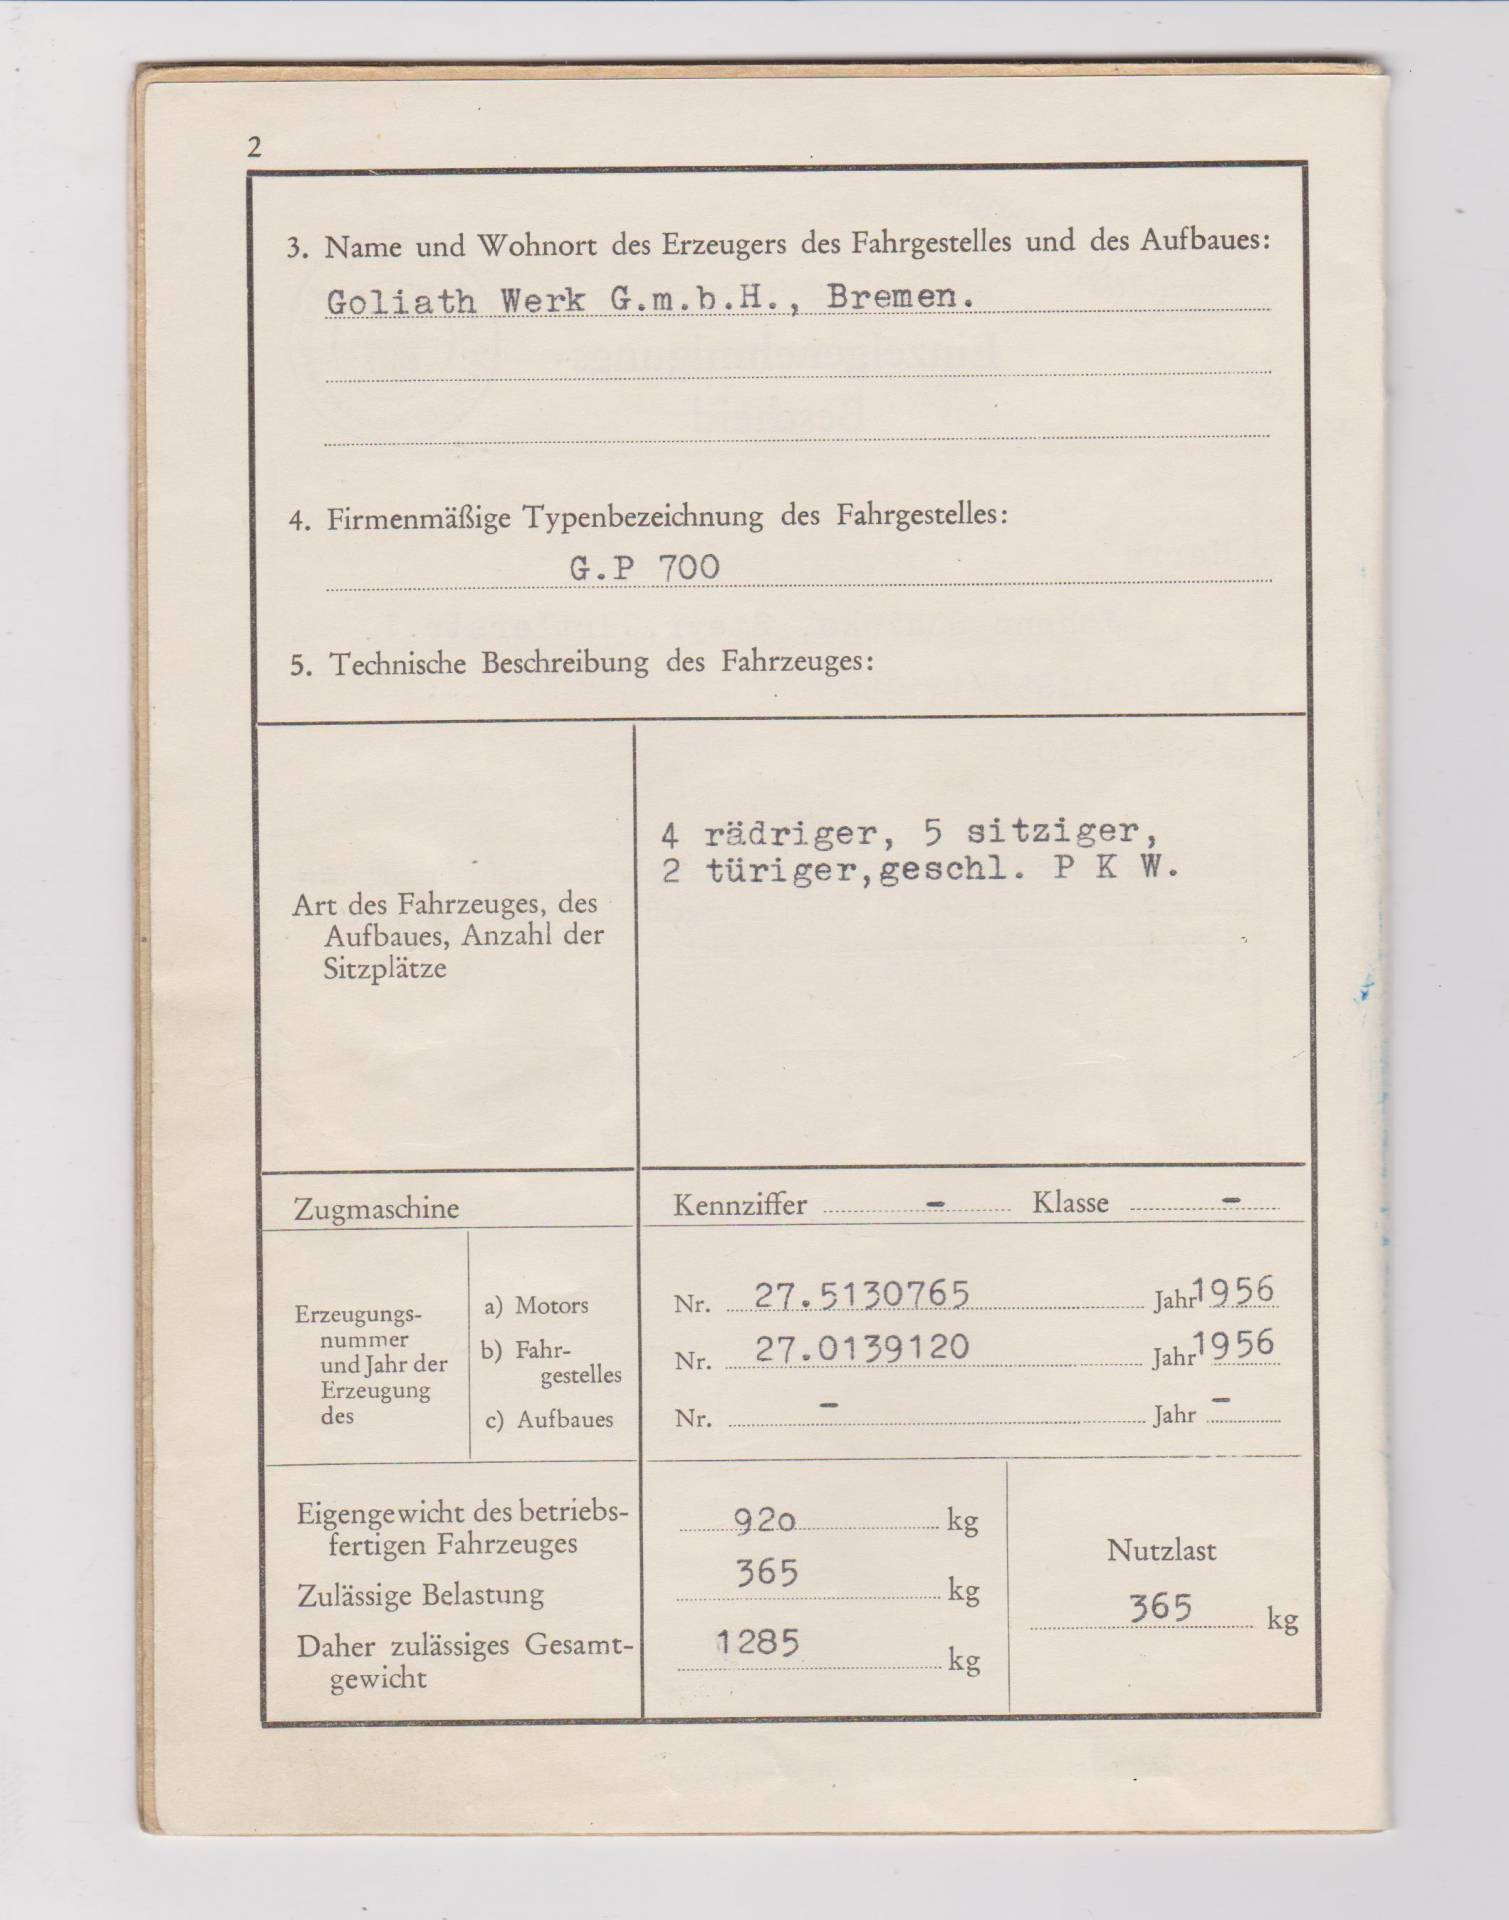 2
3. Name und Wohnort des Erzeugers des Fahrgestelles und des Aufbaues:
Goliath Werk G.m.b.H., Bremen.
4. Firmenmäßige Typenbezeichnung des Fahrgestelles:
G.P 700
5. Technische Beschreibung des Fahrzeuges:
Art des Fahrzeuges, des
Aufbaues, Anzahl der
Sitzplätze
4 rädriger, 5 sitziger,
2 türiger,geschl. P K W.
Zugmaschine
Kennziffer - Klasse -
Erzeugungs-
nummer
und Jahr der
Erzeugung
des
a) Motors
Nr. 27.5130765 Jahr 1956
b) Fahr-
gestelles
Nr. 27.0139120 Jahr 1956
c) Aufbaues
Nr. - Jahr -
Eigengewicht des betriebs-
fertigen Fahrzeuges
920 kg
Zulässige Belastung
365 kg
Daher zulässiges Gesamt-
gewicht
1285 kg
Nutzlast
365 kg